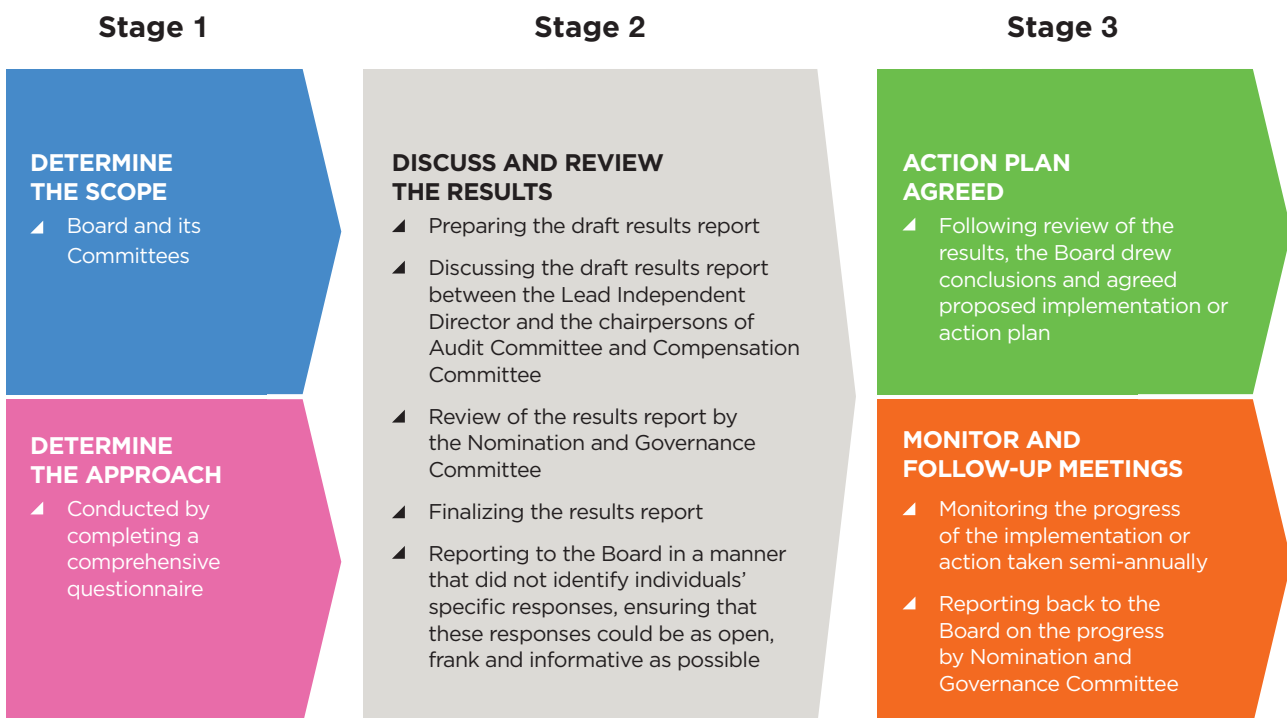 Stage 1
Stage 2
Stage 3
DETERMINE
THE SCOPE
Board and its
Committees
DETERMINE
THE APPROACH
Conducted by
completing a
comprehensive
questionnaire
DISCUSS AND REVIEW
THE RESULTS
Preparing the draft results report
Discussing the draft results report
between the Lead Independent
Director and the chairpersons of
Audit Committee and Compensation
Committee
Review of the results report by
the Nomination and Governance
Committee
Finalizing the results report
Reporting to the Board in a manner
that did not identify individuals’
specific responses, ensuring that
these responses could be as open,
frank and informative as possible
ACTION PLAN
AGREED
Following review of the
results, the Board drew
conclusions and agreed
proposed implementation or
action plan
MONITOR AND
FOLLOW-UP MEETINGS
Monitoring the progress
of the implementation or
action taken semi-annually
Reporting back to the
Board on the progress
by Nomination and
Governance Committee